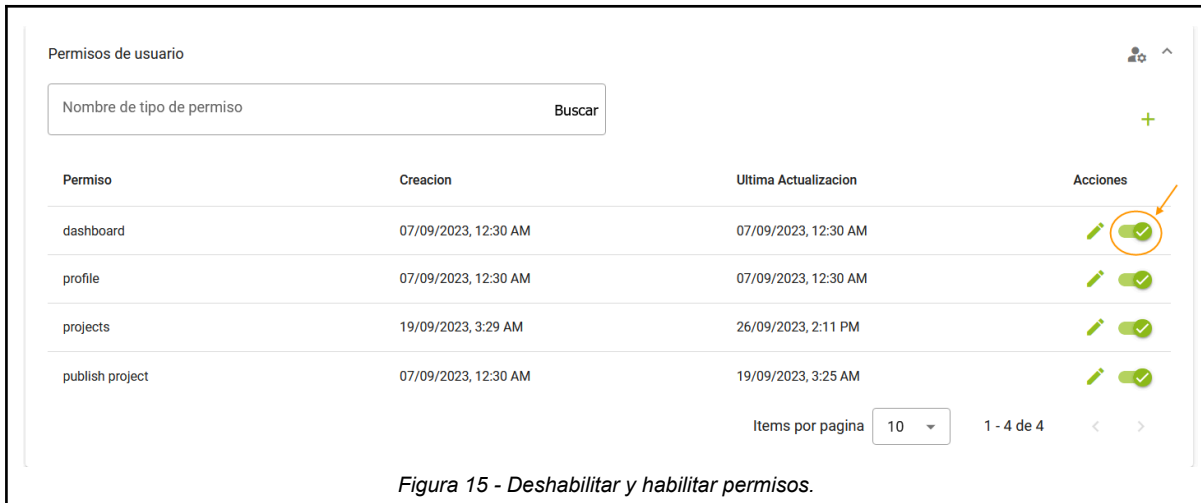 Permisos de usuario
Nombre de tipo de permiso Buscar
Permiso Creacion Ultima Actualizacion Acciones
dashboard 07/09/2023, 12:30 AM 07/09/2023, 12:30 AM
profile 07/09/2023, 12:30 AM 07/09/2023, 12:30 AM
projects 19/09/2023, 3:29 AM 26/09/2023, 2:11 PM
publish project 07/09/2023, 12:30 AM 19/09/2023, 3:25 AM
Items por pagina 10 1 - 4 de 4
Figura 15 - Deshabilitar y habilitar permisos.